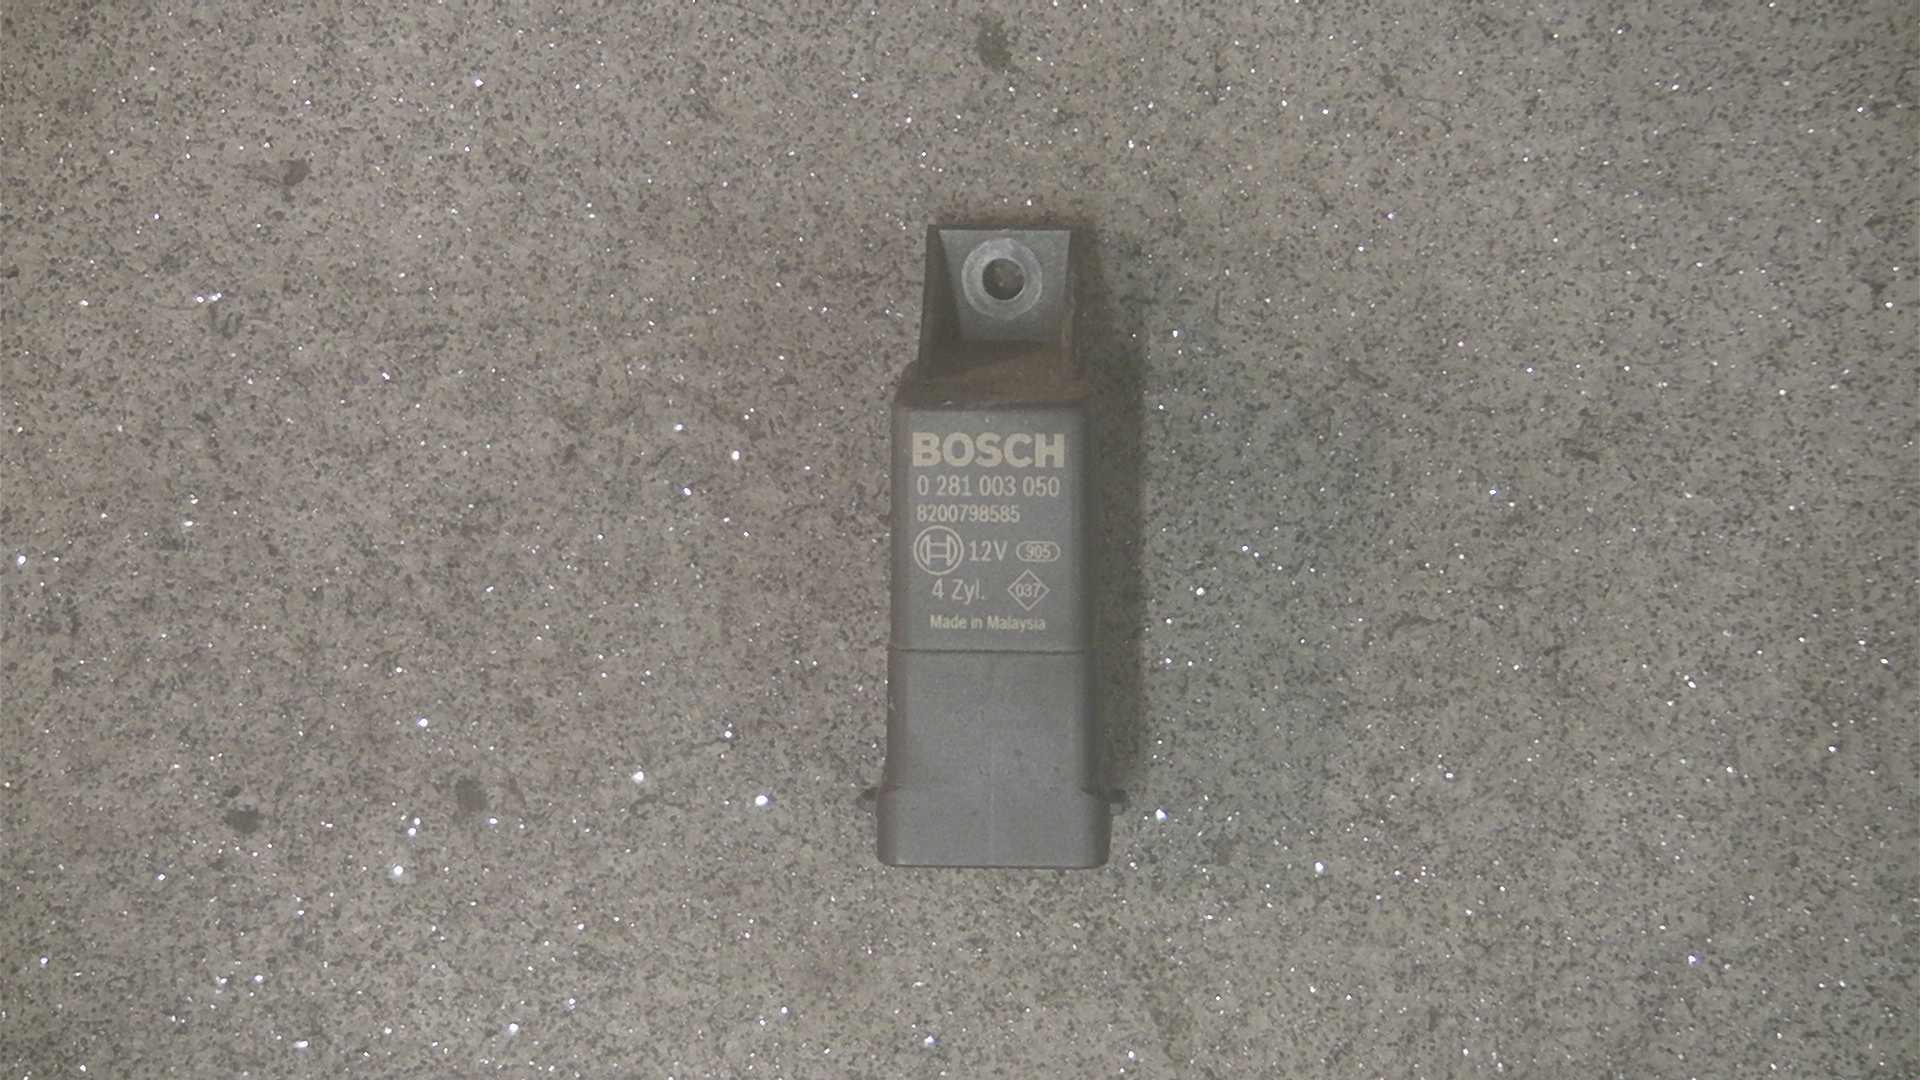 BOSCH
0 281 003 050
8200798585
12V 905
4 Zyl. 037
Made in Malaysia